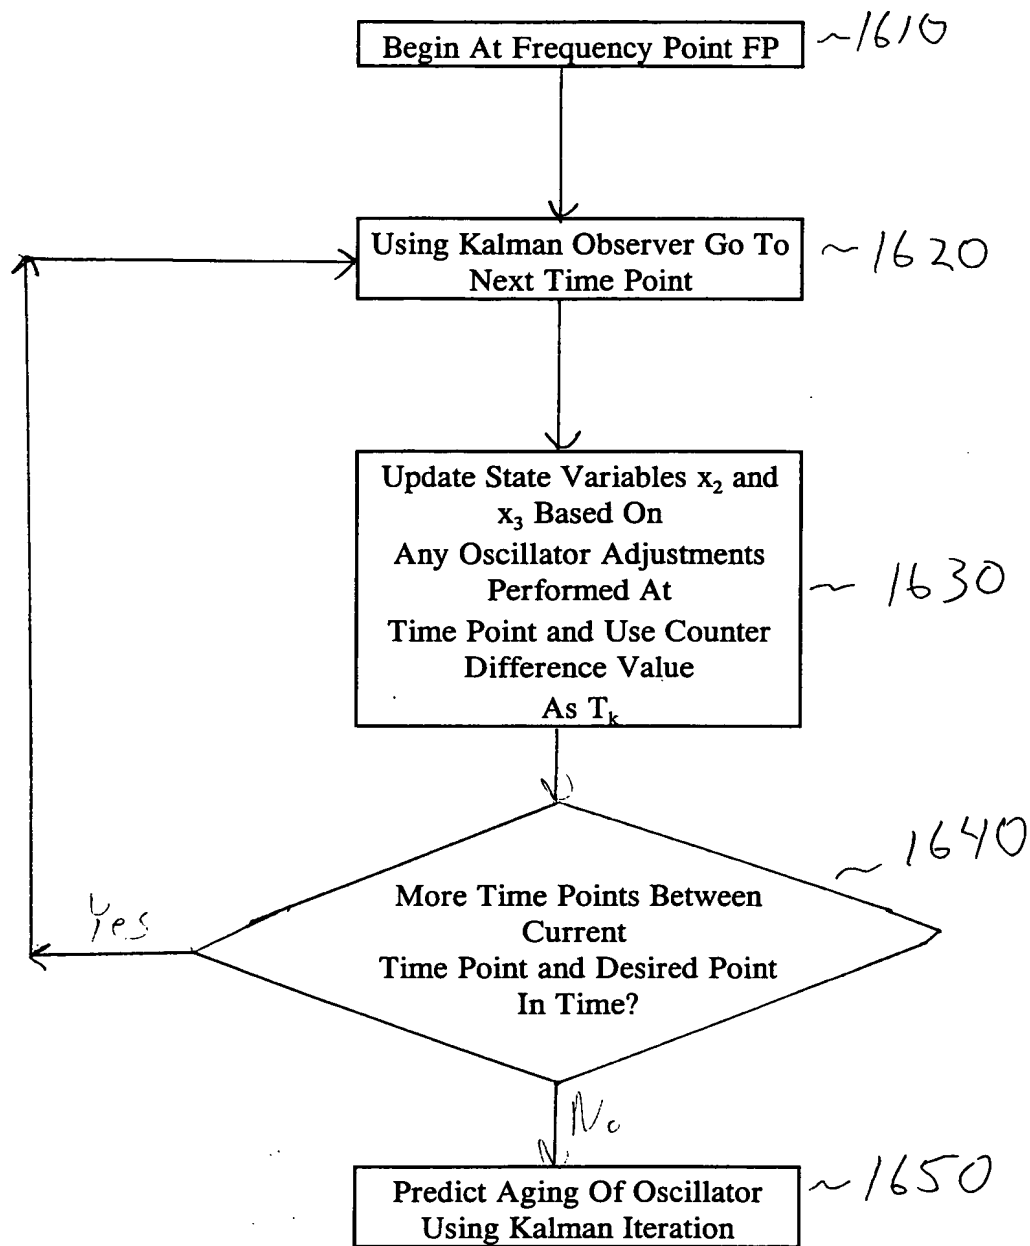 Begin At Frequency Point FP
~1610
Using Kalman Observer Go To
Next Time Point
~1620
Update State Variables x₂ and
x₃ Based On
Any Oscillator Adjustments
Performed At
Time Point and Use Counter
Difference Value
As Tₖ
~ 1630
~ 1640
More Time Points Between
Current
Time Point and Desired Point
In Time?
Yes
No
Predict Aging Of Oscillator
Using Kalman Iteration
~1650